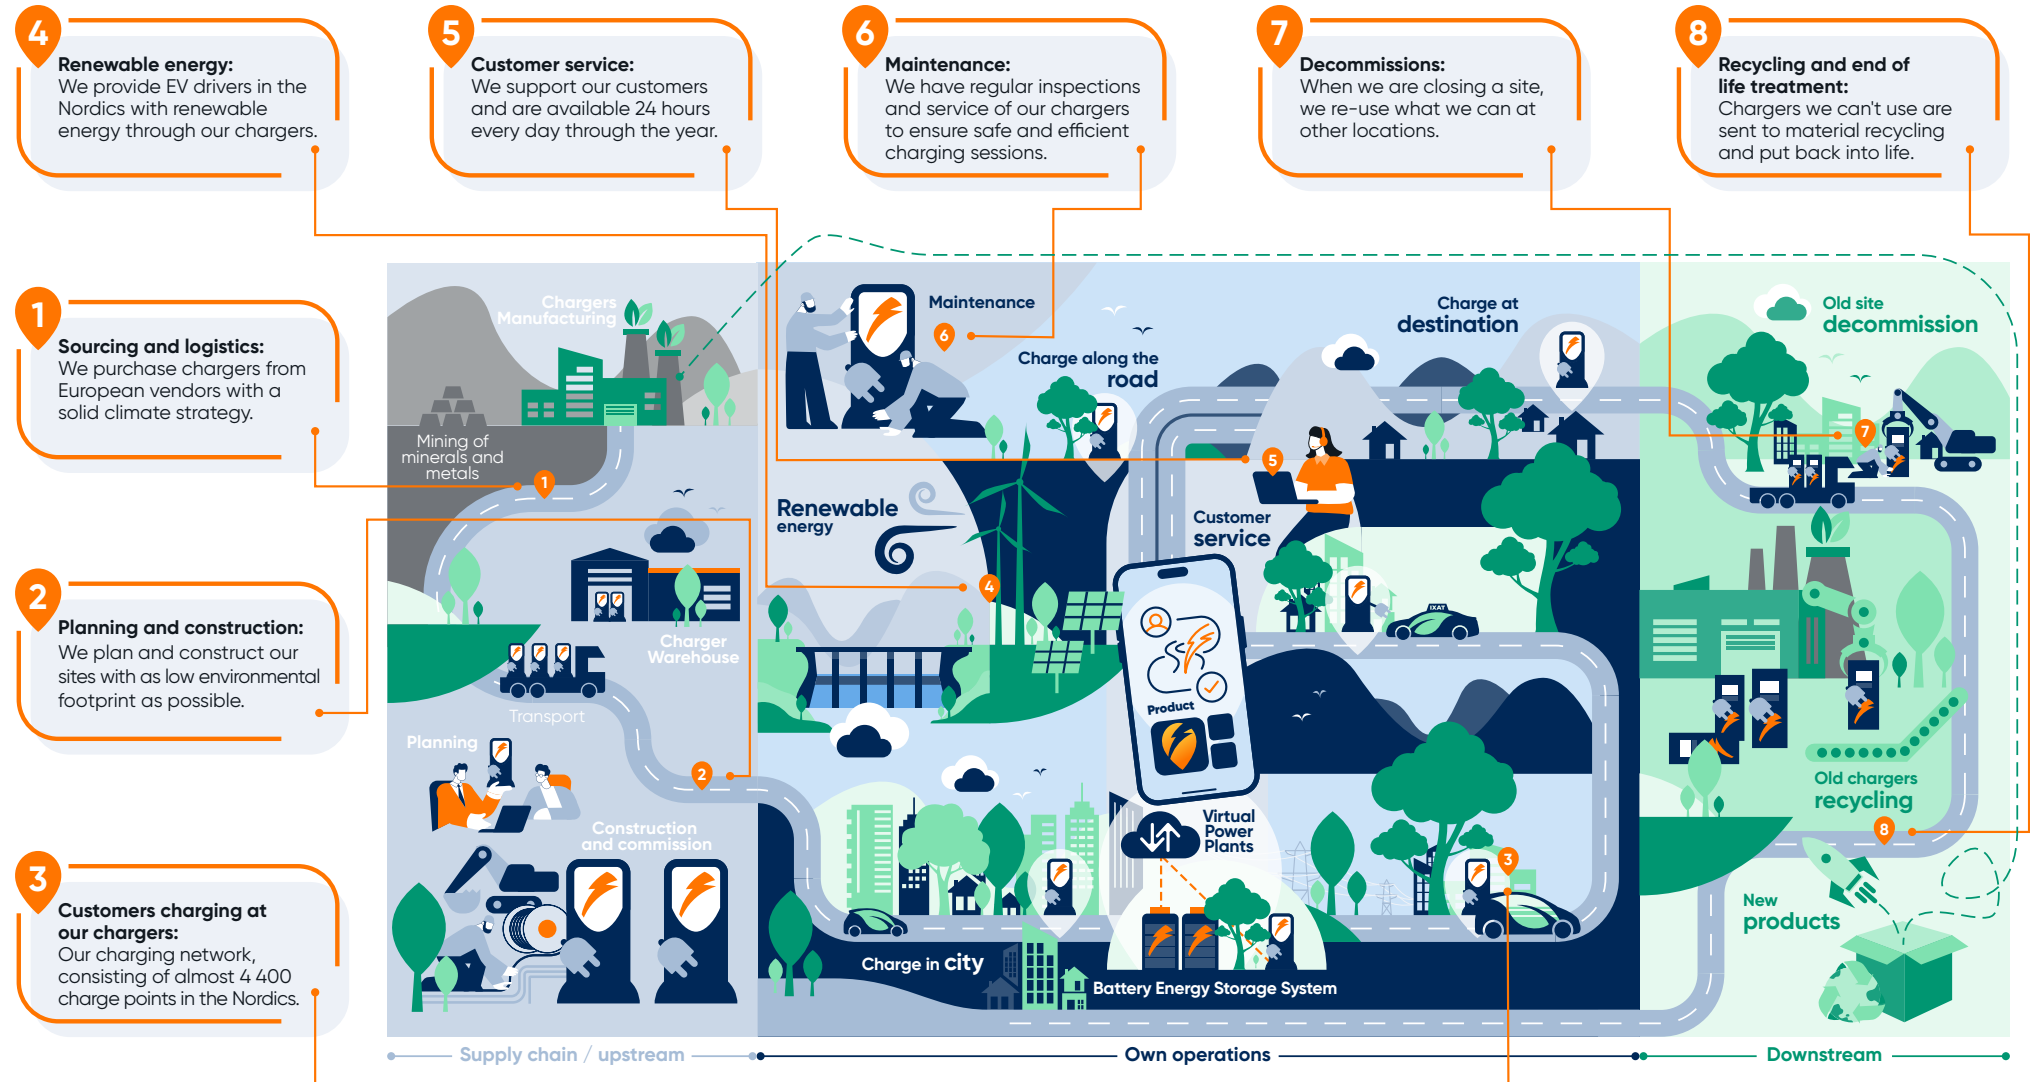 4
Renewable energy:
We provide EV drivers in the
Nordics with renewable
energy through our chargers.
5
Customer service:
We support our customers
and are available 24 hours
every day through the year.
6
Maintenance:
We have regular inspections
and service of our chargers
to ensure safe and efficient
charging sessions.
7
Decommissions:
When we are closing a site,
we re-use what we can at
other locations.
8
Recycling and end of
life treatment:
Chargers we can't use are
sent to material recycling
and put back into life.
1
Sourcing and logistics:
We purchase chargers from
European vendors with a
solid climate strategy.
2
Planning and construction:
We plan and construct our
sites with as low environmental
footprint as possible.
3
Customers charging at
our chargers:
Our charging network,
consisting of almost 4 400
charge points in the Nordics.
Chargers
Manufacturing
Mining of
minerals and
metals
1
Charger
Warehouse
Transport
Planning
2
Construction
and commission
Maintenance
6
Charge along the
road
Charge at
destination
Renewable
energy
4
5
Customer
service
IXAT
Product
Virtual
Power
Plants
3
Charge in city
Battery Energy Storage System
Old site
decommission
7
Old chargers
recycling
8
New
products
Supply chain / upstream
Own operations
Downstream